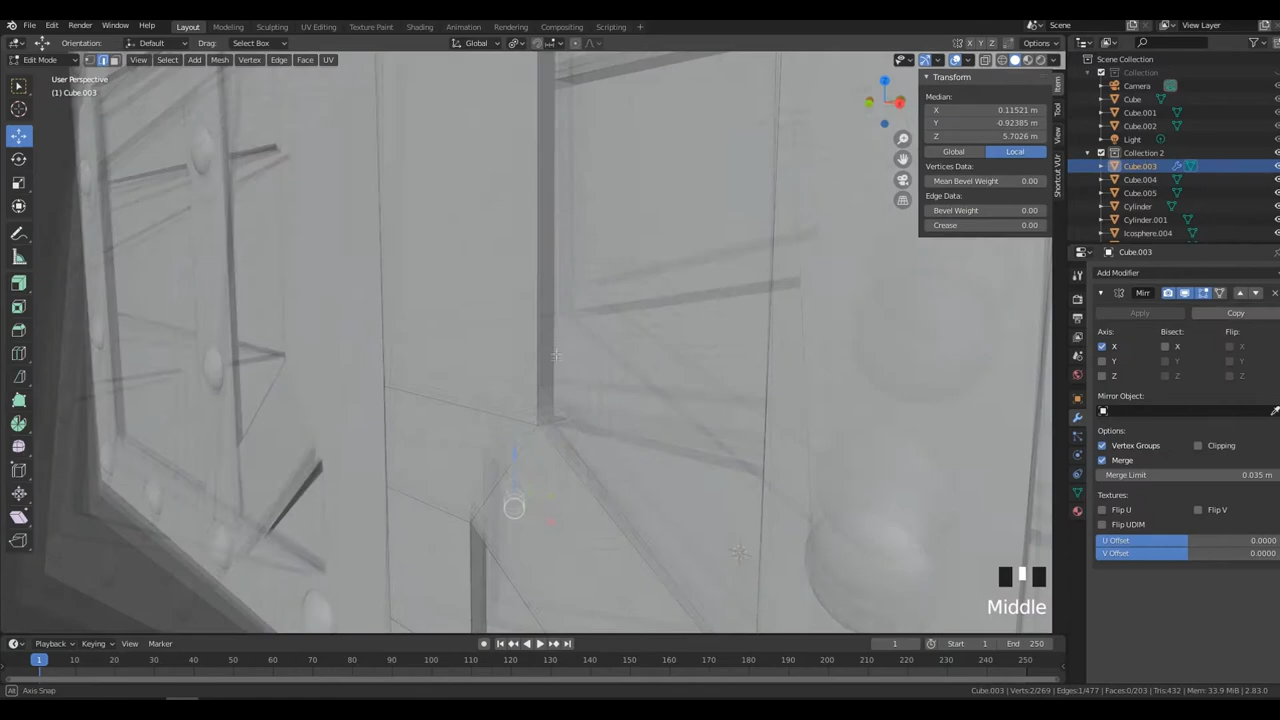 File Edit Render Window Help Layout Modeling Sculpting UV Editing Texture Paint Shading Animation Rendering Compositing Scripting + Scene View Layer
Orientation: Default Drag: Select Box Global X Y Z Options
Edit Mode View Select Add Mesh Vertex Edge Face UV
User Perspective
(1) Cube.003
Transform
Median:
X 0.11521 m
Y -0.92385 m
Z 5.7026 m
Global Local
Vertices Data:
Mean Bevel Weight 0.00
Edge Data:
Bevel Weight 0.00
Crease 0.00
Item
Tool
View
Shortcut VUr
Z
Scene Collection
Collection
Camera
Cube
Cube.001
Cube.002
Light
Collection 2
Cube.003
Cube.004
Cube.005
Cylinder
Cylinder.001
Icosphere.004
Cube.003
Add Modifier
Mirr
Apply Copy
Axis: Bisect: Flip:
X X X
Y Y Y
Z Z Z
Mirror Object:
Options:
Vertex Groups Clipping
Merge
Merge Limit 0.035 m
Textures:
Flip U Flip V
Flip UDIM
U Offset 0.0000
V Offset 0.0000
Middle
Playback Keying View Marker 1 Start 1 End 250
1 10 20 30 40 50 60 70 80 90 100 110 120 130 140 150 160 170 180 190 200 210 220 230 240 250
Axis Snap Cube.003 | Verts:2/269 | Edges:1/477 | Faces:0/203 | Tris:432 | Mem: 33.9 MiB | 2.83.0